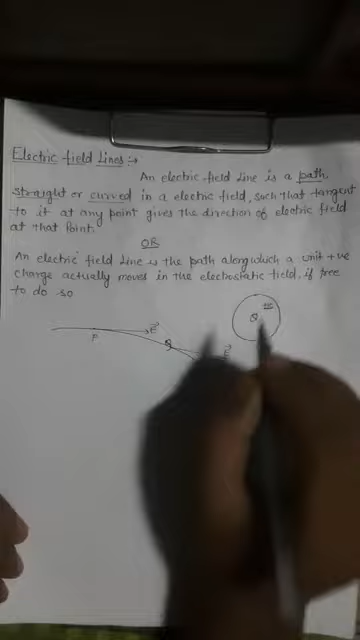 Electric field Lines :→
An electric field Line is a path,
straight or curved in a electric field, such that tangent
to it at any point gives the direction of electric field
at that Point.
OR
An electric field Line is the path along which a unit +ve
charge actually moves in the electrostatic field, if free
to do so
+ve
Q
E
P
Q
E